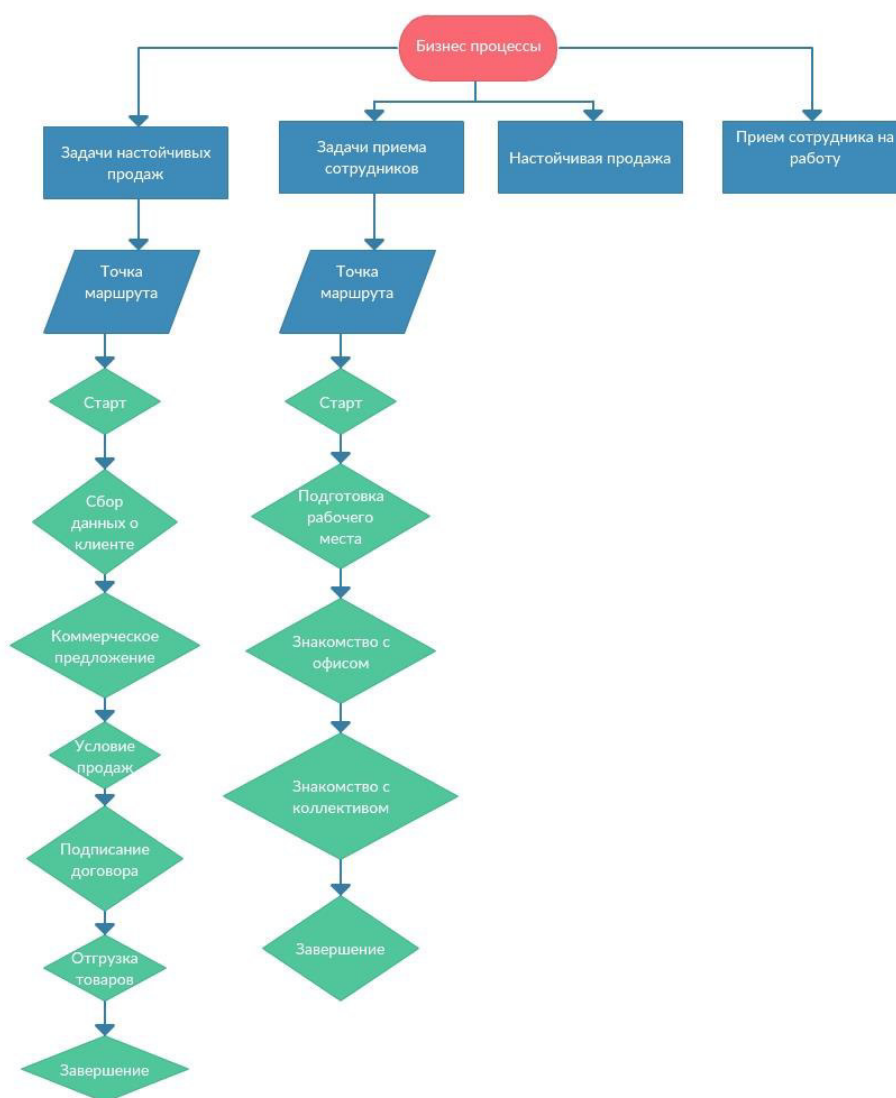 Бизнес процессы
Задачи настойчивых
продаж
Задачи приема
сотрудников
Настойчивая продажа
Прием сотрудника на
работу
Точка
маршрута
Старт
Сбор
данных о
клиенте
Коммерческое
предложение
Условие
продаж
Подписание
договора
Отгрузка
товаров
Завершение
Точка
маршрута
Старт
Подготовка
рабочего
места
Знакомство с
офисом
Знакомство с
коллективом
Завершение